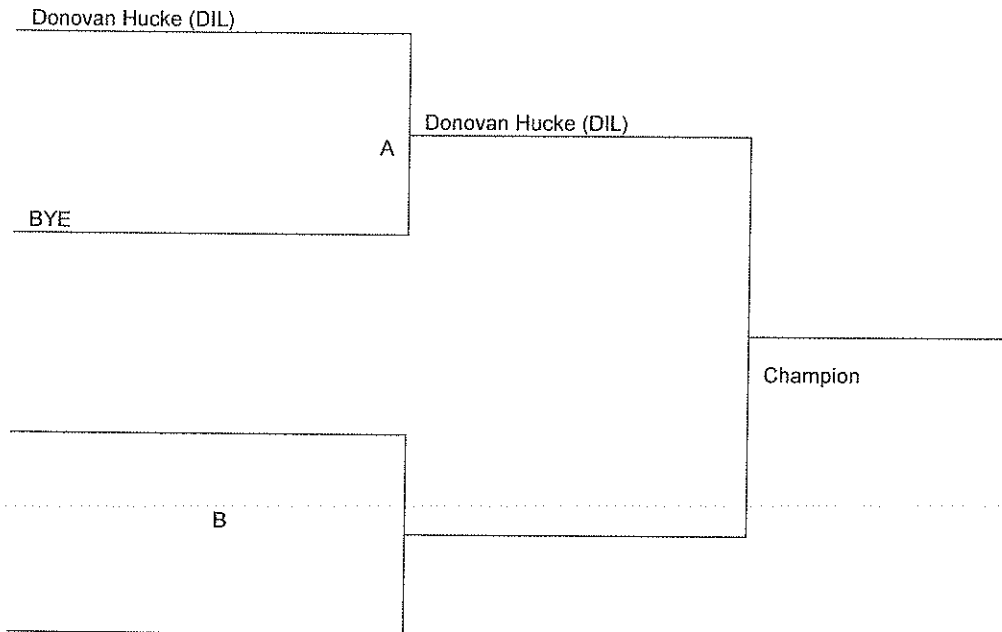 Donovan Hucke (DIL)
Donovan Hucke (DIL)
A
BYE
Champion
B